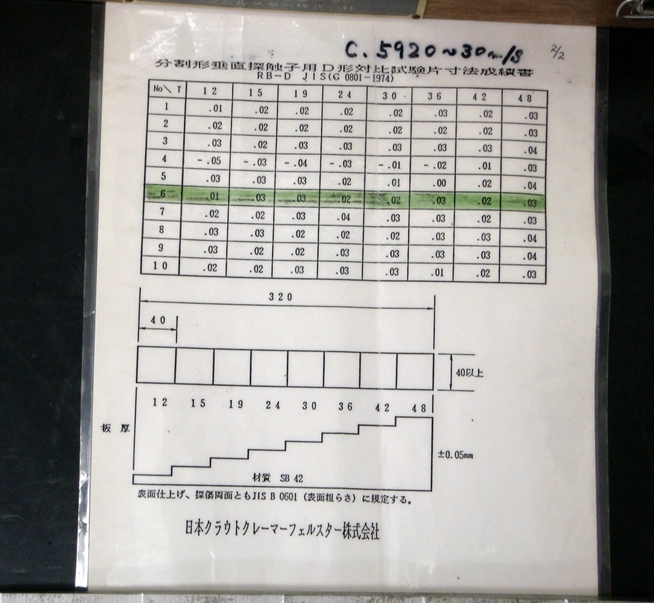 C. 5920~30m/s
2/2
分割形垂直探触子用D形対比試験片寸法成績書
RB-D JIS(G 0801-1974)
No＼T 12 15 19 24 30 36 42 48
1 .01 .02 .02 .02 .02 .03 .02 .03
2 .02 .02 .02 .02 .02 .02 .02 .03
3 .03 .02 .03 .03 .03 .03 .03 .04
4 -.05 -.03 -.04 -.03 -.01 -.02 .01 .03
5 .03 .03 .03 .02 .01 .00 .02 .04
6 .01 .03 .03 .02 .02 .03 .02 .03
7 .02 .02 .03 .04 .03 .03 .02 .03
8 .03 .03 .02 .02 .02 .03 .03 .04
9 .03 .02 .03 .03 .03 .03 .03 .04
10 .02 .02 .03 .03 .03 .01 .02 .03
320
40
40以上
12 15 19 24 30 36 42 48
板 厚
±0.05mm
材質 SB 42
表面仕上げ、探傷両面ともJIS B 0601 (表面粗らさ) に規定する。
日本クラウトクレーマーフェルスター株式会社